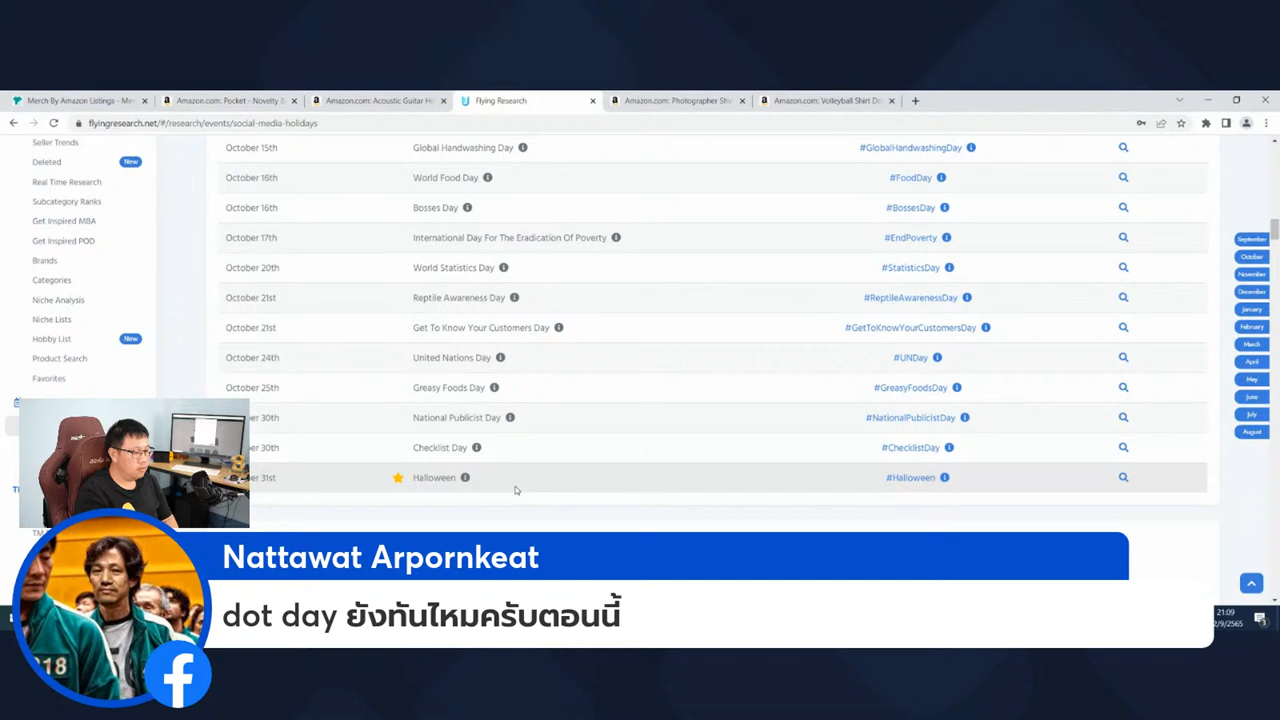 Merch By Amazon Listings - Me
Amazon.com: Pocket - Novelty B
Amazon.com: Acoustic Guitar H
Flying Research
Amazon.com: Photographer Shi
Amazon.com: Volleyball Shirt D
flyingresearch.net/#/research/events/social-media-holidays
Seller Trends
Deleted New
Real Time Research
Subcategory Ranks
Get Inspired MBA
Get Inspired POD
Brands
Categories
Niche Analysis
Niche Lists
Hobby List New
Product Search
Favorites
October 15th Global Handwashing Day #GlobalHandwashingDay
October 16th World Food Day #FoodDay
October 16th Bosses Day #BossesDay
October 17th International Day For The Eradication Of Poverty #EndPoverty
October 20th World Statistics Day #StatisticsDay
October 21st Reptile Awareness Day #ReptileAwarenessDay
October 21st Get To Know Your Customers Day #GetToKnowYourCustomersDay
October 24th United Nations Day #UNDay
October 25th Greasy Foods Day #GreasyFoodsDay
30th National Publicist Day #NationalPublicistDay
30th Checklist Day #ChecklistDay
31st Halloween #Halloween
September
October
November
December
January
February
March
April
May
June
July
August
TM
Nattawat Arpornkeat
dot day ยังทันไหมครับตอนนี้
21:09
2/9/2565